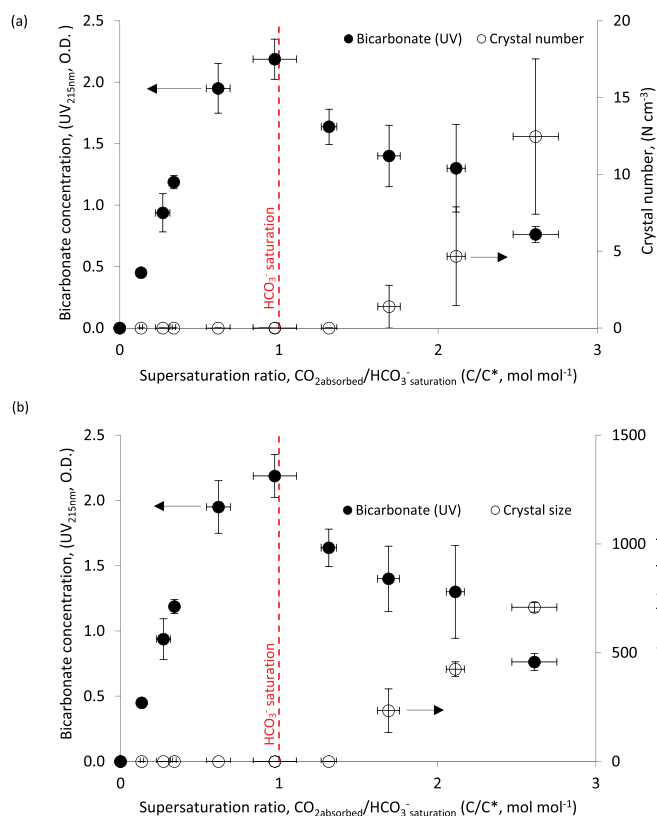 (a)
2.5
2.0
1.5
1.0
0.5
0.0
Bicarbonate concentration, (UV215nm, O.D.)
Bicarbonate (UV)
Crystal number
HCO3- saturation
20
15
10
5
0
Crystal number, (N cm-3)
0
1
2
3
Supersaturation ratio, CO2absorbed/HCO3-saturation (C/C*, mol mol-1)
(b)
2.5
2.0
1.5
1.0
0.5
0.0
Bicarbonate concentration, (UV215nm, O.D.)
Bicarbonate (UV)
Crystal size
HCO3- saturation
1500
1000
500
0
0
1
2
3
Supersaturation ratio, CO2absorbed/HCO3-saturation (C/C*, mol mol-1)